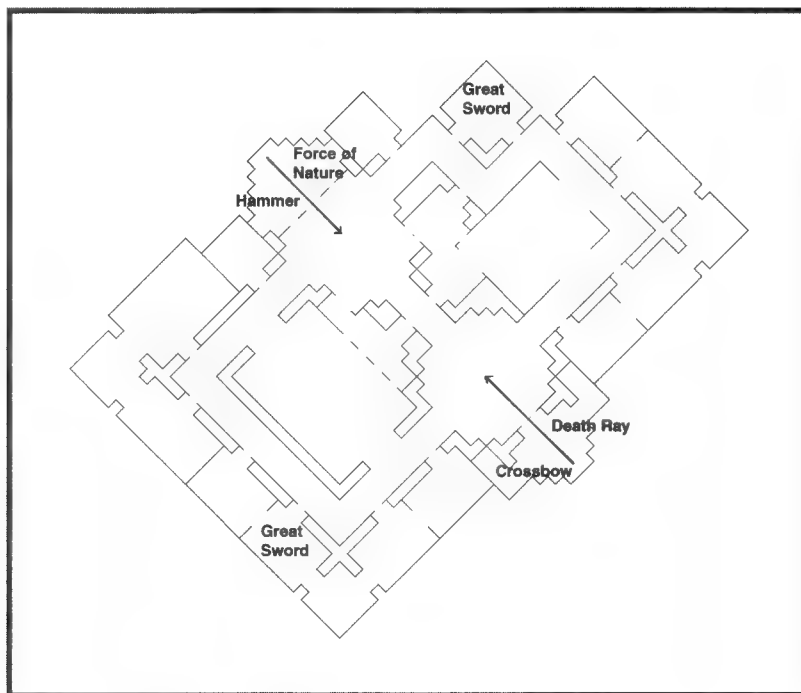 Great
Sword
Force of
Nature
Hammer
Death Ray
Crossbow
Great
Sword